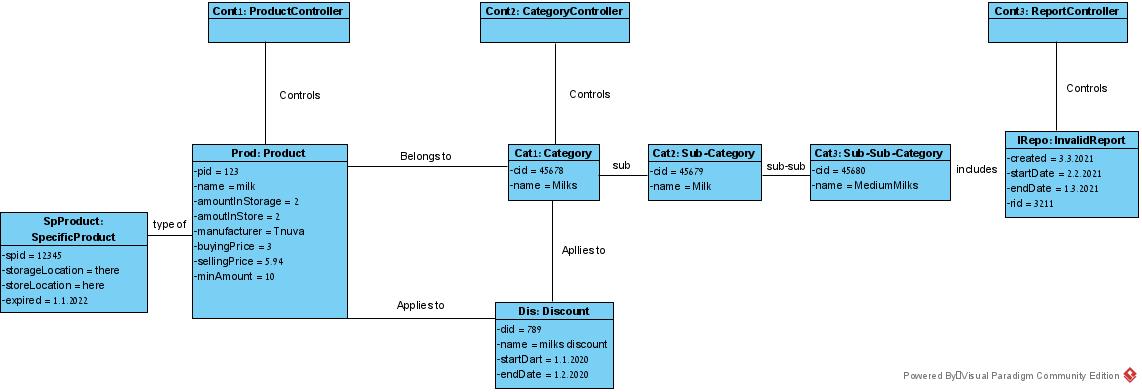 Cont1: ProductController
Cont2: CategoryController
Cont3: ReportController
Controls
Controls
Controls
Prod: Product
-pid = 123
-name = milk
-amountInStorage = 2
-amoutInStore = 2
-manufacturer = Tnuva
-buyingPrice = 3
-sellingPrice = 5.94
-minAmount = 10
Belongs to
Cat1: Category
-cid = 45678
-name = Milks
sub
Cat2: Sub-Category
-cid = 45679
-name = Milk
sub-sub
Cat3: Sub-Sub-Category
-cid = 45680
-name = MediumMilks
includes
IRepo: InvalidReport
-created = 3.3.2021
-startDate = 2.2.2021
-endDate = 1.3.2021
-rid = 3211
SpProduct:
SpecificProduct
-spid = 12345
-storageLocation = there
-storeLocation = here
-expired = 1.1.2022
type of
Apllies to
Applies to
Dis: Discount
-did = 789
-name = milks discount
-startDart = 1.1.2020
-endDate = 1.2.2020
Powered By Visual Paradigm Community Edition